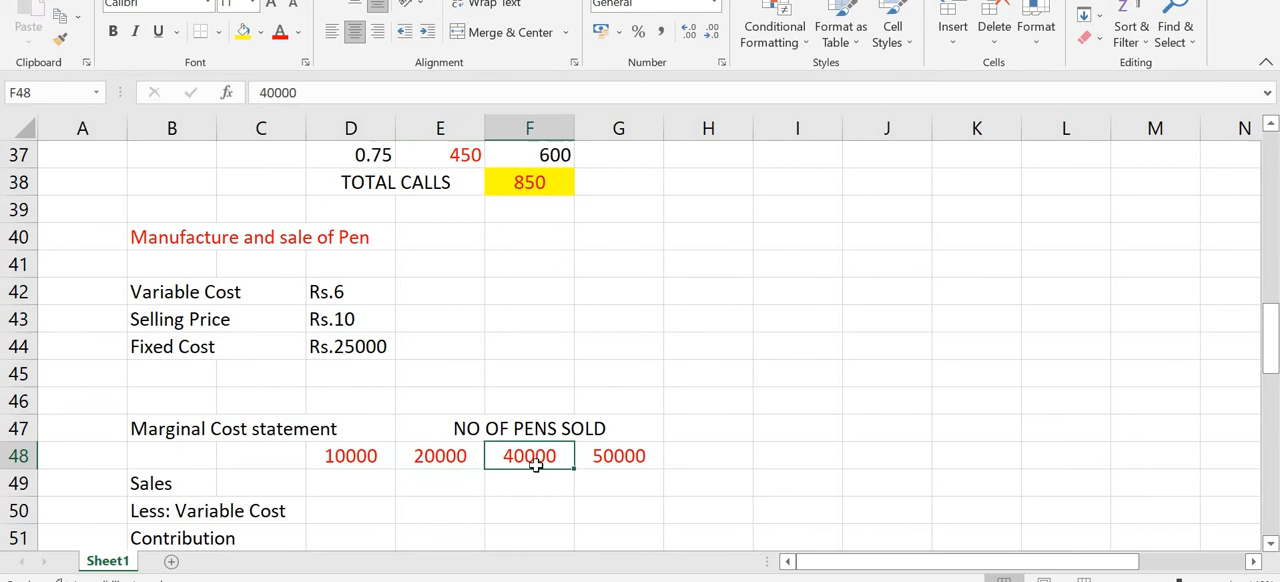 Paste
Calibri
11
A
A
Wrap Text
General
B I U
A
Merge & Center
%
,
Conditional
Formatting
Format as
Table
Cell
Styles
Insert
Delete
Format
Sort &
Filter
Find &
Select
Clipboard
Font
Alignment
Number
Styles
Cells
Editing
F48
fx
40000
A B C D E F G H I J K L M N
37 0.75 450 600
38 TOTAL CALLS 850
39
40 Manufacture and sale of Pen
41
42 Variable Cost Rs.6
43 Selling Price Rs.10
44 Fixed Cost Rs.25000
45
46
47 Marginal Cost statement NO OF PENS SOLD
48 10000 20000 40000 50000
49 Sales
50 Less: Variable Cost
51 Contribution
Sheet1